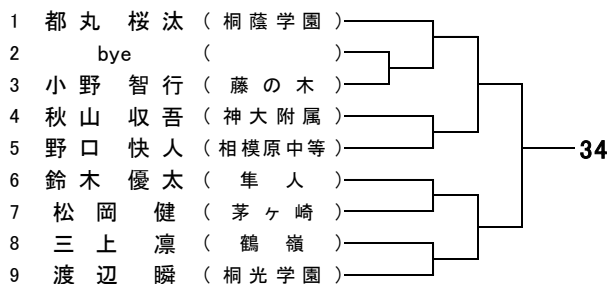 1 都丸 桜汰 ( 桐蔭学園 )
2 bye ( )
3 小野 智行 ( 藤の木 )
4 秋山 収吾 ( 神大附属 )
5 野口 快人 ( 相模原中等 )
34
6 鈴木 優太 ( 隼人 )
7 松岡 健 ( 茅ヶ崎 )
8 三上 凛 ( 鶴嶺 )
9 渡辺 瞬 ( 桐光学園 )